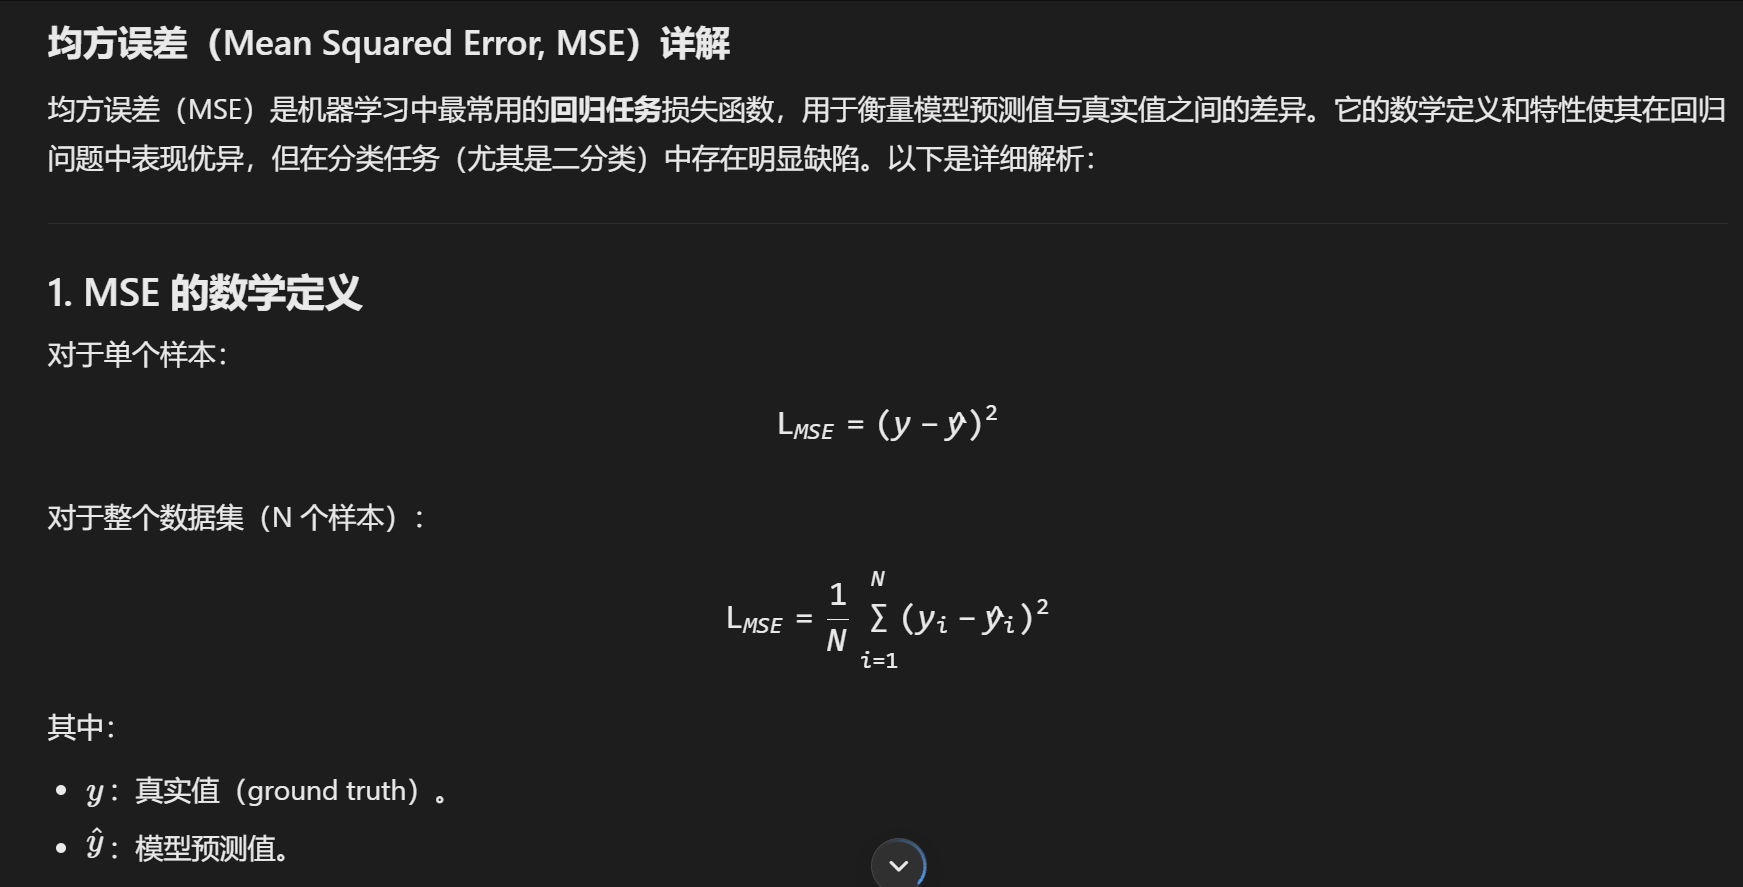 均方误差（Mean Squared Error, MSE）详解
均方误差（MSE）是机器学习中最常用的回归任务损失函数，用于衡量模型预测值与真实值之间的差异。它的数学定义和特性使其在回归
问题中表现优异，但在分类任务（尤其是二分类）中存在明显缺陷。以下是详细解析：
1. MSE 的数学定义
对于单个样本：
L_{MSE} = (y − ŷ)²
对于整个数据集（N 个样本）：
L_{MSE} = \frac{1}{N} \sum_{i=1}^{N} (y_i − ŷ_i)²
其中：
• y：真实值（ground truth）。
• ŷ：模型预测值。